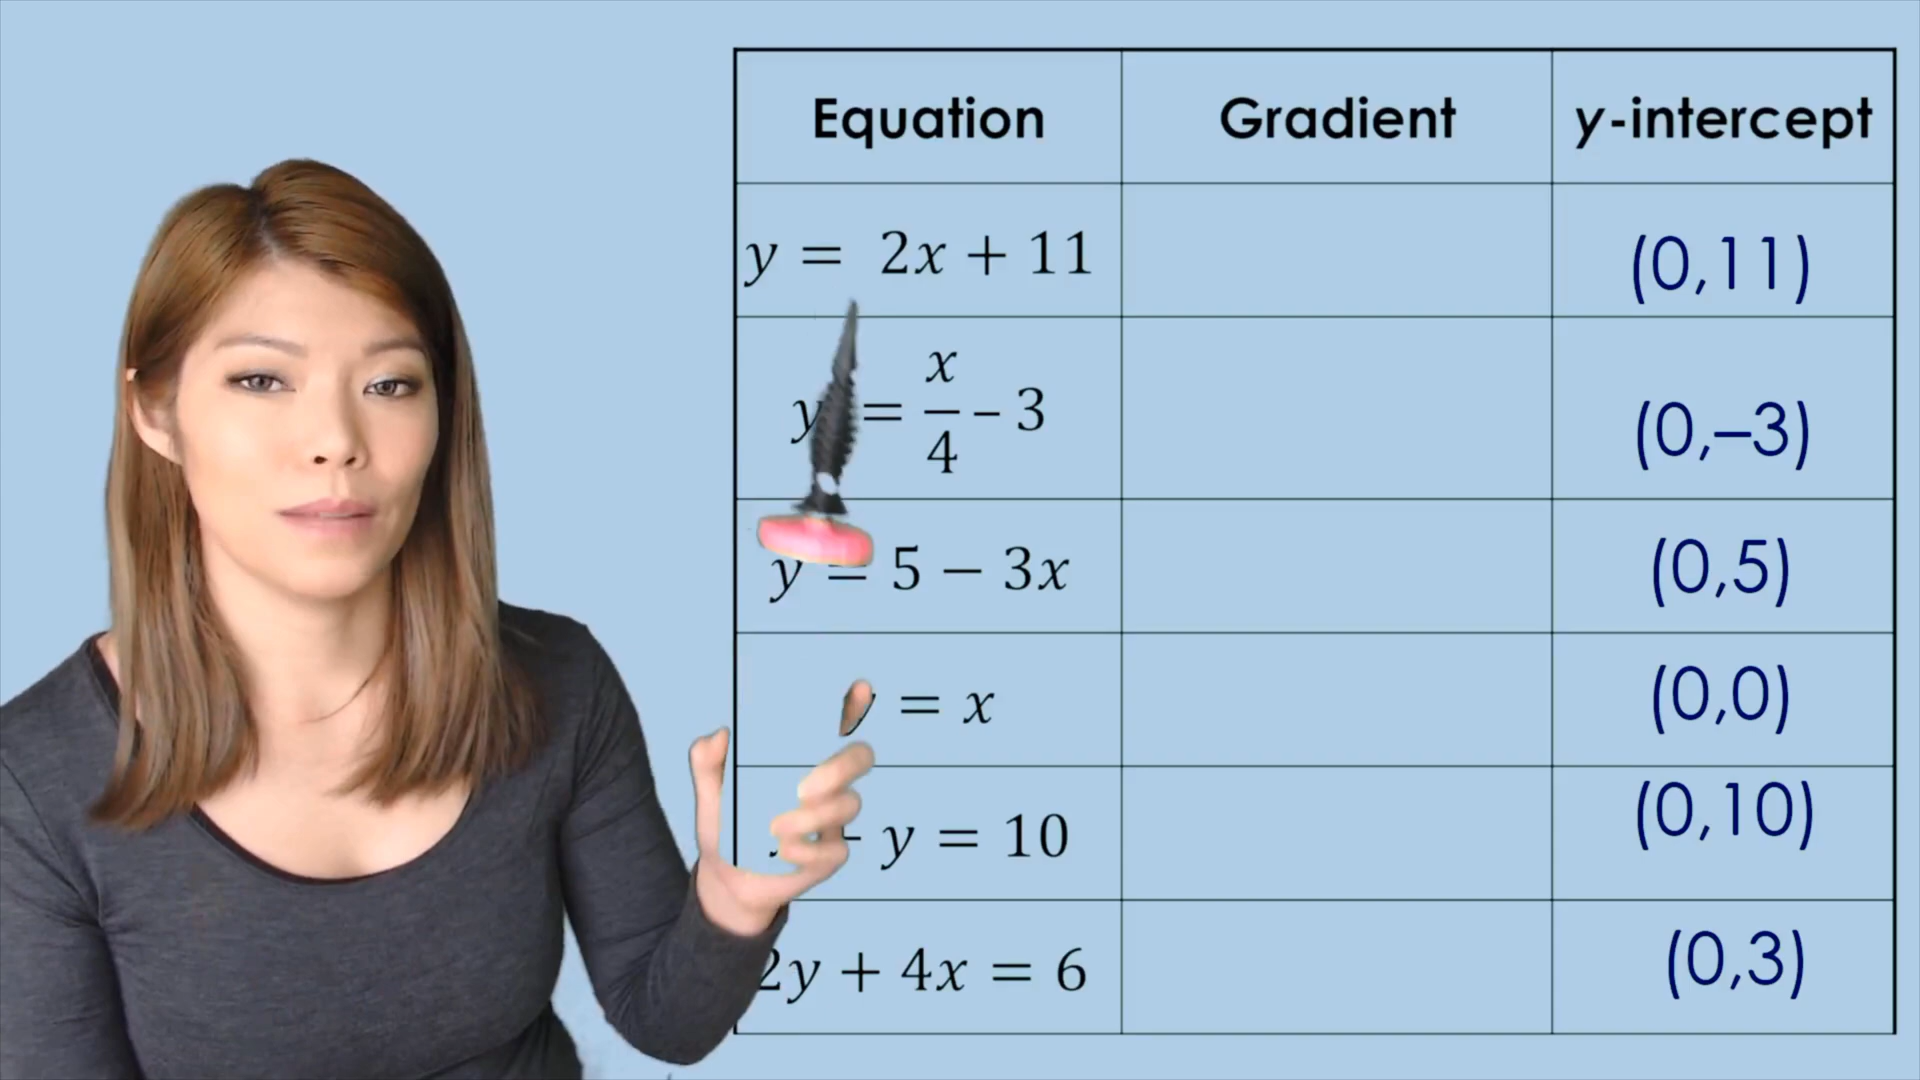 Equation Gradient y-intercept
y = 2x + 11 (0,11)
y = x/4 – 3 (0,–3)
y = 5 − 3x (0,5)
y = x (0,0)
y = 10 (0,10)
2y + 4x = 6 (0,3)